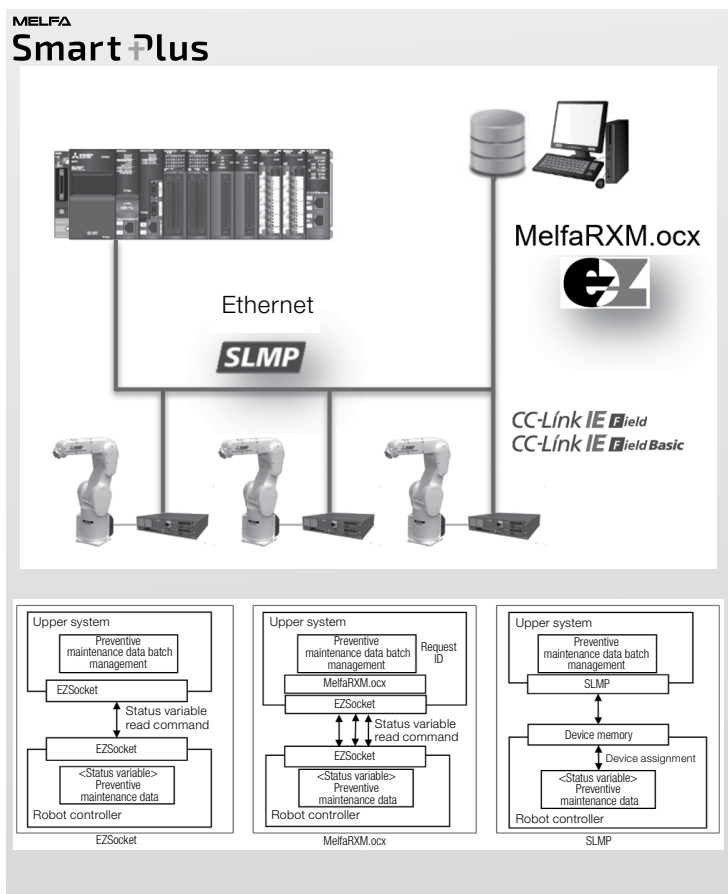 MELFA
Smart Plus
MelfaRXM.ocx
eZ
Ethernet
SLMP
CC-Link IE Field
CC-Link IE Field Basic
Upper system
Preventive
maintenance data batch
management
EZSocket
Status variable
read command
EZSocket
<Status variable>
Preventive
maintenance data
Robot controller
EZSocket
Upper system
Preventive
maintenance data batch
management
Request
ID
MelfaRXM.ocx
EZSocket
Status variable
read command
EZSocket
<Status variable>
Preventive
maintenance data
Robot controller
MelfaRXM.ocx
Upper system
Preventive
maintenance data batch
management
SLMP
Device memory
Device assignment
<Status variable>
Preventive
maintenance data
Robot controller
SLMP